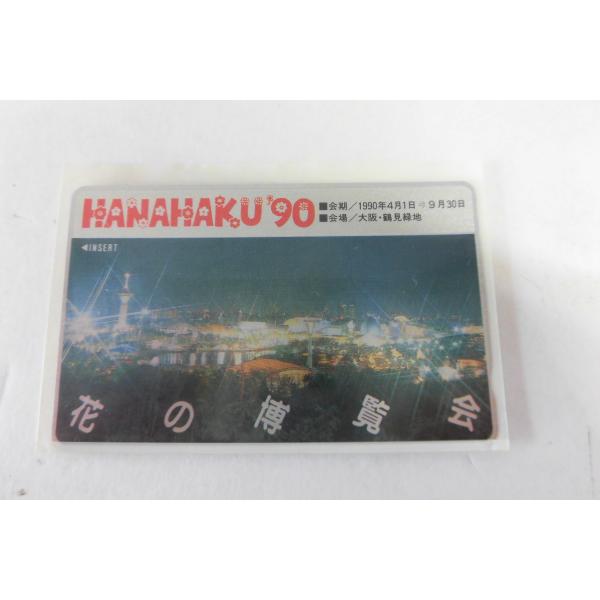 HANAHAKU '90
■会期／1990年4月1日⇨9月30日
■会場／大阪・鶴見緑地
◀INSERT
花の博覧会